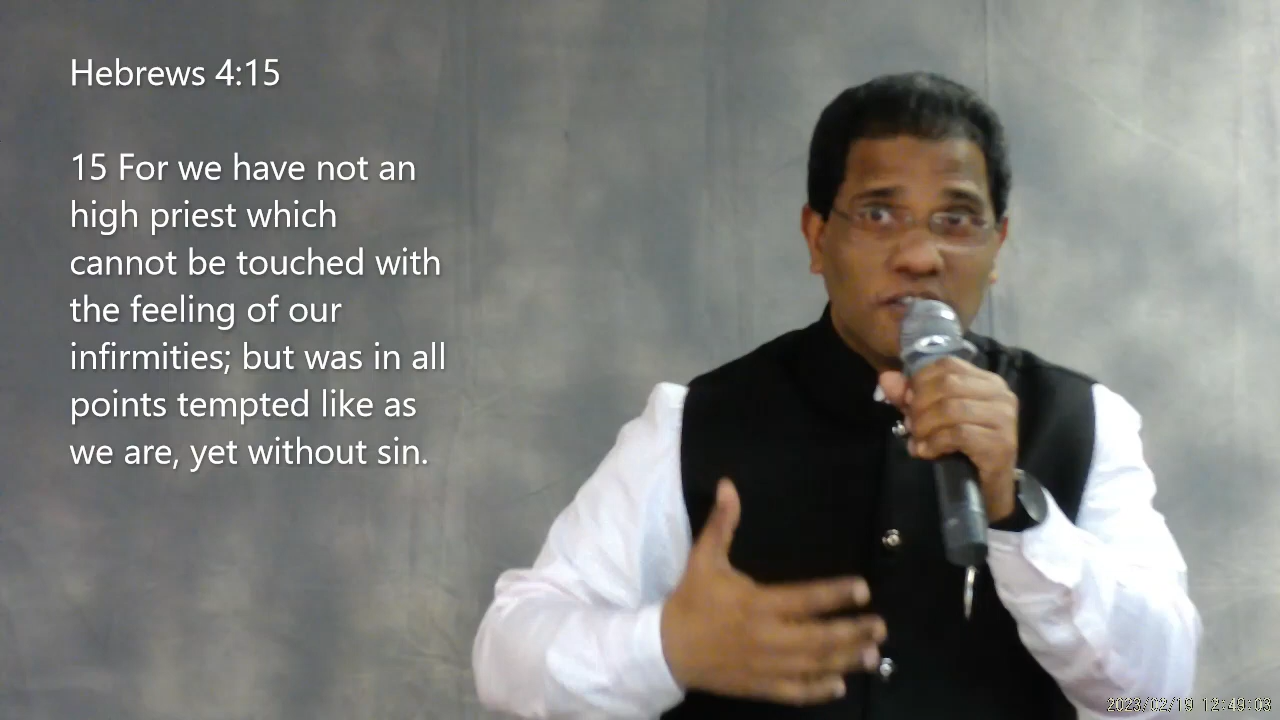 Hebrews 4:15
15 For we have not an
high priest which
cannot be touched with
the feeling of our
infirmities; but was in all
points tempted like as
we are, yet without sin.
2023/02/19 12:49:03